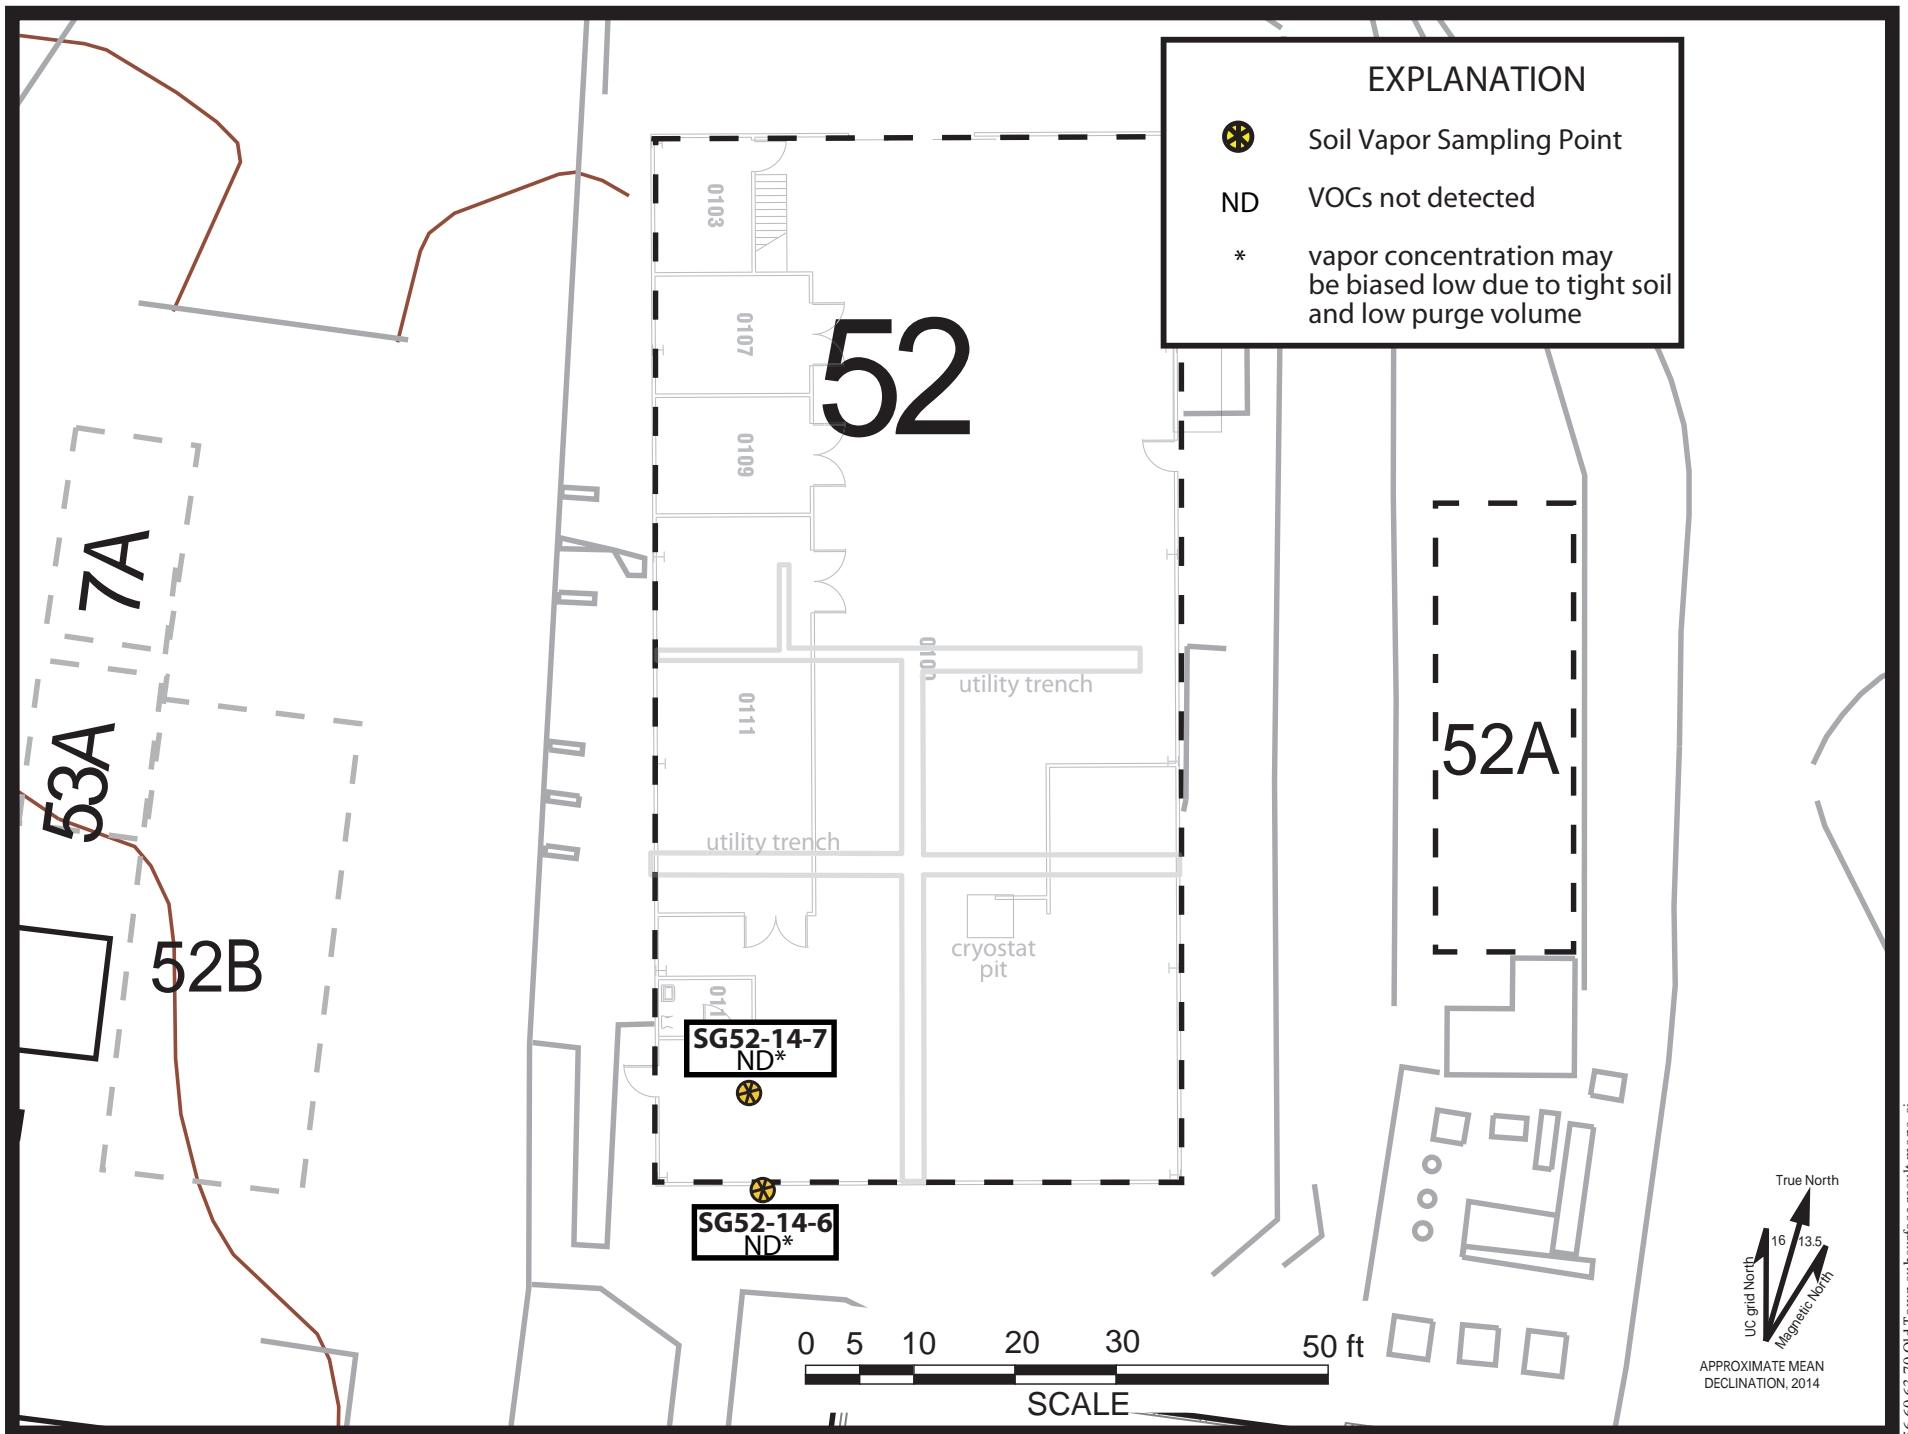 EXPLANATION
Soil Vapor Sampling Point
ND VOCs not detected
* vapor concentration may
be biased low due to tight soil
and low purge volume
0103
0107
52
0109
7A
53A
52B
0111
utility trench
utility trench
52A
cryostat
pit
SG52-14-7
ND*
SG52-14-6
ND*
0 5 10 20 30 50 ft
SCALE
True North
16 13.5
UC grid North
Magnetic North
APPROXIMATE MEAN
DECLINATION, 2014